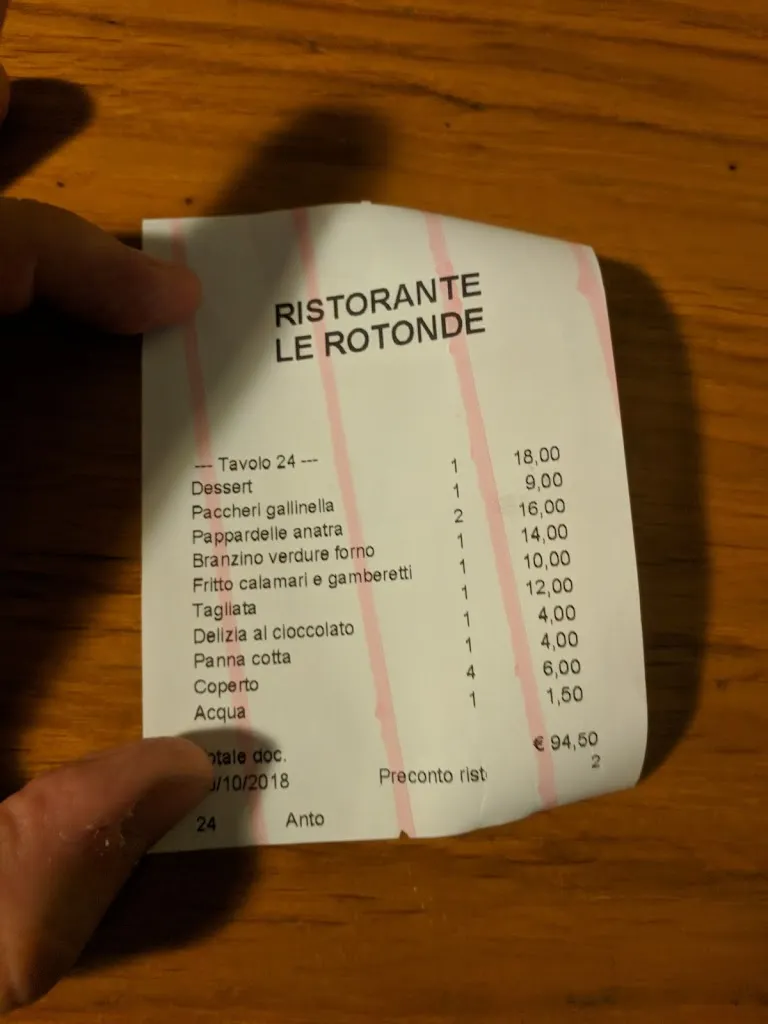 RISTORANTE
LE ROTONDE
--- Tavolo 24 ---
Dessert 1 18,00
Paccheri gallinella 1 9,00
Pappardelle anatra 2 16,00
Branzino verdure forno 1 14,00
Fritto calamari e gamberetti 1 10,00
Tagliata 1 12,00
Delizia al cioccolato 1 4,00
Panna cotta 1 4,00
Coperto 4 6,00
Acqua 1 1,50
doc. € 94,50
/10/2018 Preconto rist 2
24 Anto